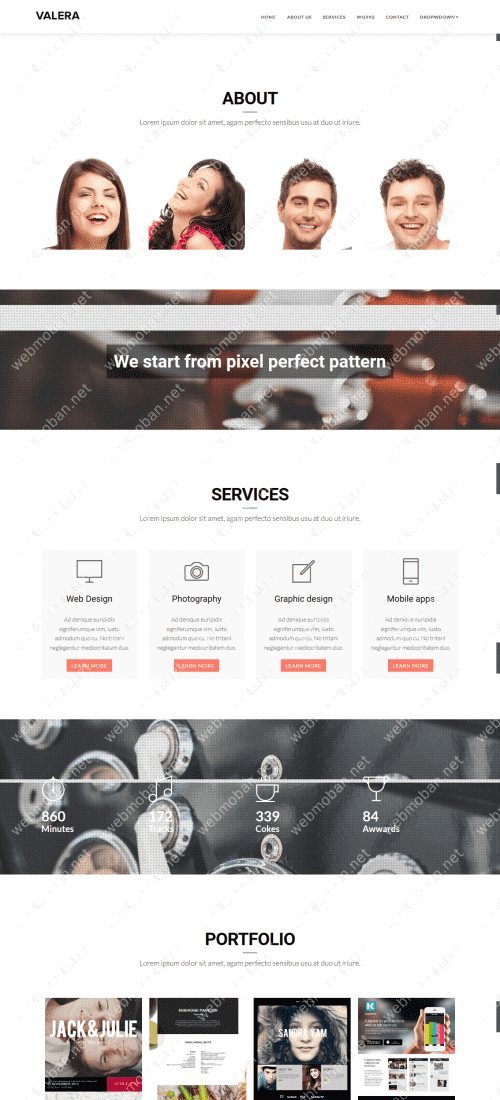 VALERA
HOME ABOUT US SERVICES WORKS CONTACT DROPWDOWN
ABOUT
Lorem ipsum dolor sit amet, agam perfecto sensibus usu at duo ut iriure.
webmoban.net
We start from pixel perfect pattern
SERVICES
Lorem ipsum dolor sit amet, agam perfecto sensibus usu at duo ut iriure.
Web Design Photography Graphic design Mobile apps
Ad denique euripidis Ad denique euripidis Ad denique euripidis Ad denique euripidis
signiferumque vim, iusto signiferumque vim, iusto signiferumque vim, iusto signiferumque vim, iusto
admodum quo cu. No tritani admodum quo cu. No tritani admodum quo cu. No tritani admodum quo cu. No tritani
neglegentur mediocritatem duo. neglegentur mediocritatem duo. neglegentur mediocritatem duo. neglegentur mediocritatem duo.
LEARN MORE LEARN MORE LEARN MORE LEARN MORE
860 172 339 84
Minutes Tracks Cokes Awwards
PORTFOLIO
Lorem ipsum dolor sit amet, agam perfecto sensibus usu at duo ut iriure.
JACK&JULIE
SHANGHAI PAVILION
SANDRA KAM